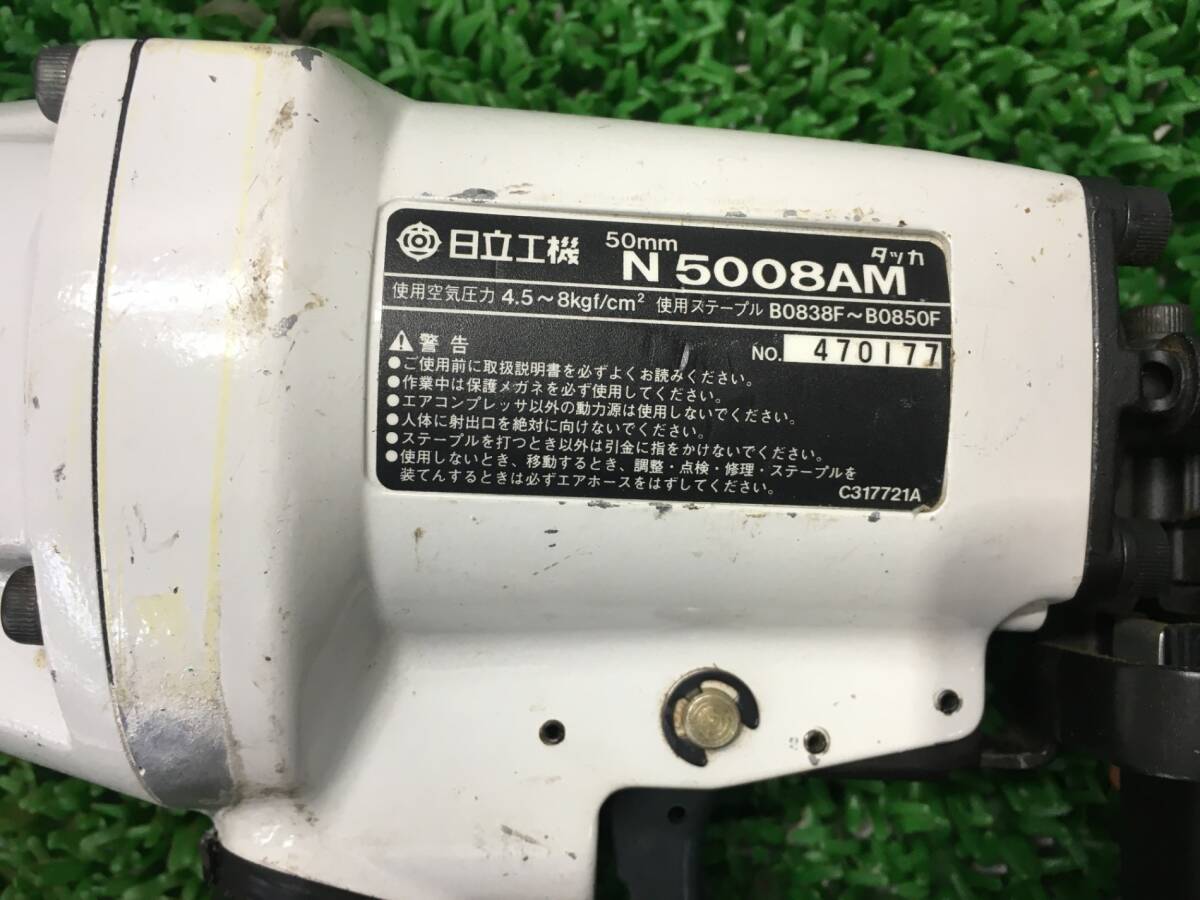 日立工機 50mm N 5008AM タッカ
使用空気圧力 4.5～8kgf/cm² 使用ステープル BO838F～BO850F
警告
NO. 470177
●ご使用前に取扱説明書を必ずよくお読みください。
●作業中は保護メガネを必ず使用してください。
●エアコンプレッサ以外の動力源は使用しないでください。
●人体に射出口を絶対に向けないでください。
●ステープルを打つとき以外は引金に指をかけないでください。
●使用しないとき、移動するとき、調整・点検・修理・ステープルを
装てんするときは必ずエアホースをはずしてください。
C317721A